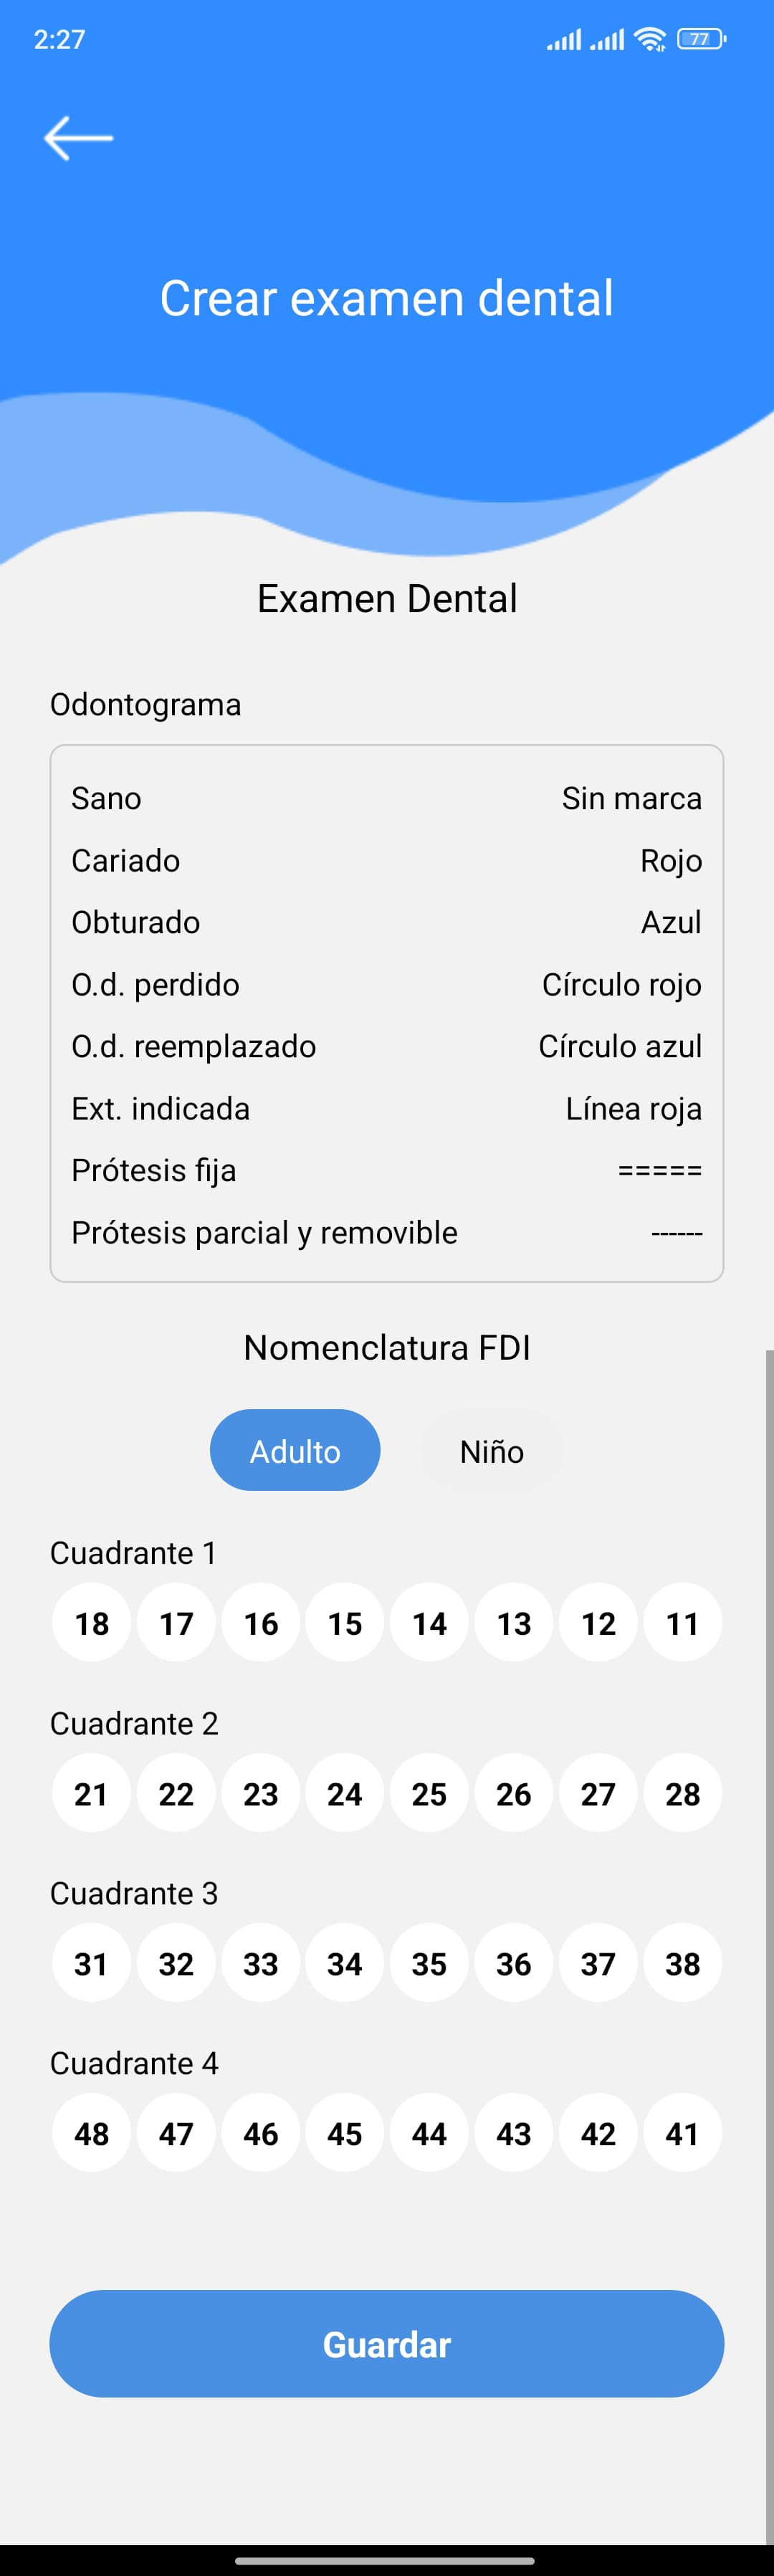 2:27
77
Crear examen dental
Examen Dental
Odontograma
Sano Sin marca
Cariado Rojo
Obturado Azul
O.d. perdido Círculo rojo
O.d. reemplazado Círculo azul
Ext. indicada Línea roja
Prótesis fija =====
Prótesis parcial y removible ------
Nomenclatura FDI
Adulto Niño
Cuadrante 1
18 17 16 15 14 13 12 11
Cuadrante 2
21 22 23 24 25 26 27 28
Cuadrante 3
31 32 33 34 35 36 37 38
Cuadrante 4
48 47 46 45 44 43 42 41
Guardar